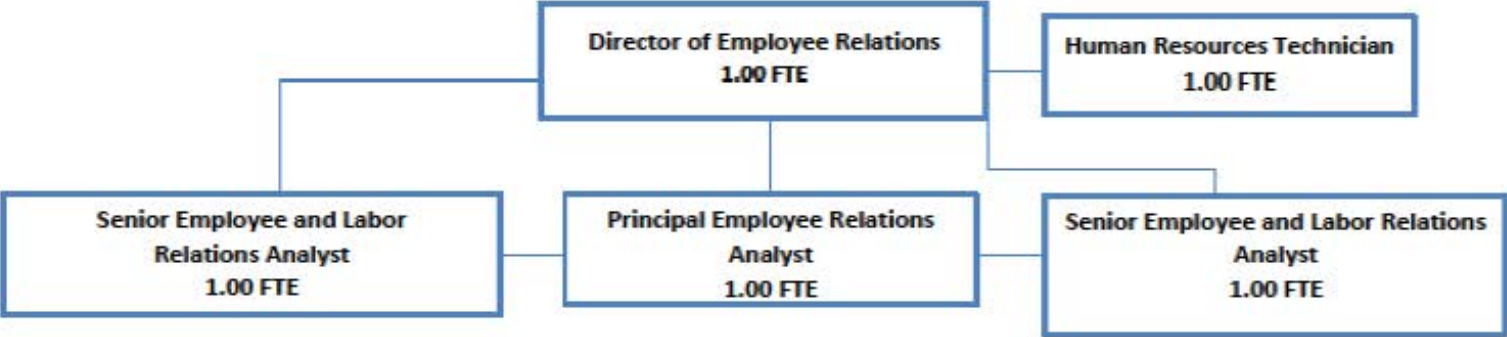 Director of Employee Relations
1.00 FTE
Human Resources Technician
1.00 FTE
Senior Employee and Labor
Relations Analyst
1.00 FTE
Principal Employee Relations
Analyst
1.00 FTE
Senior Employee and Labor Relations
Analyst
1.00 FTE